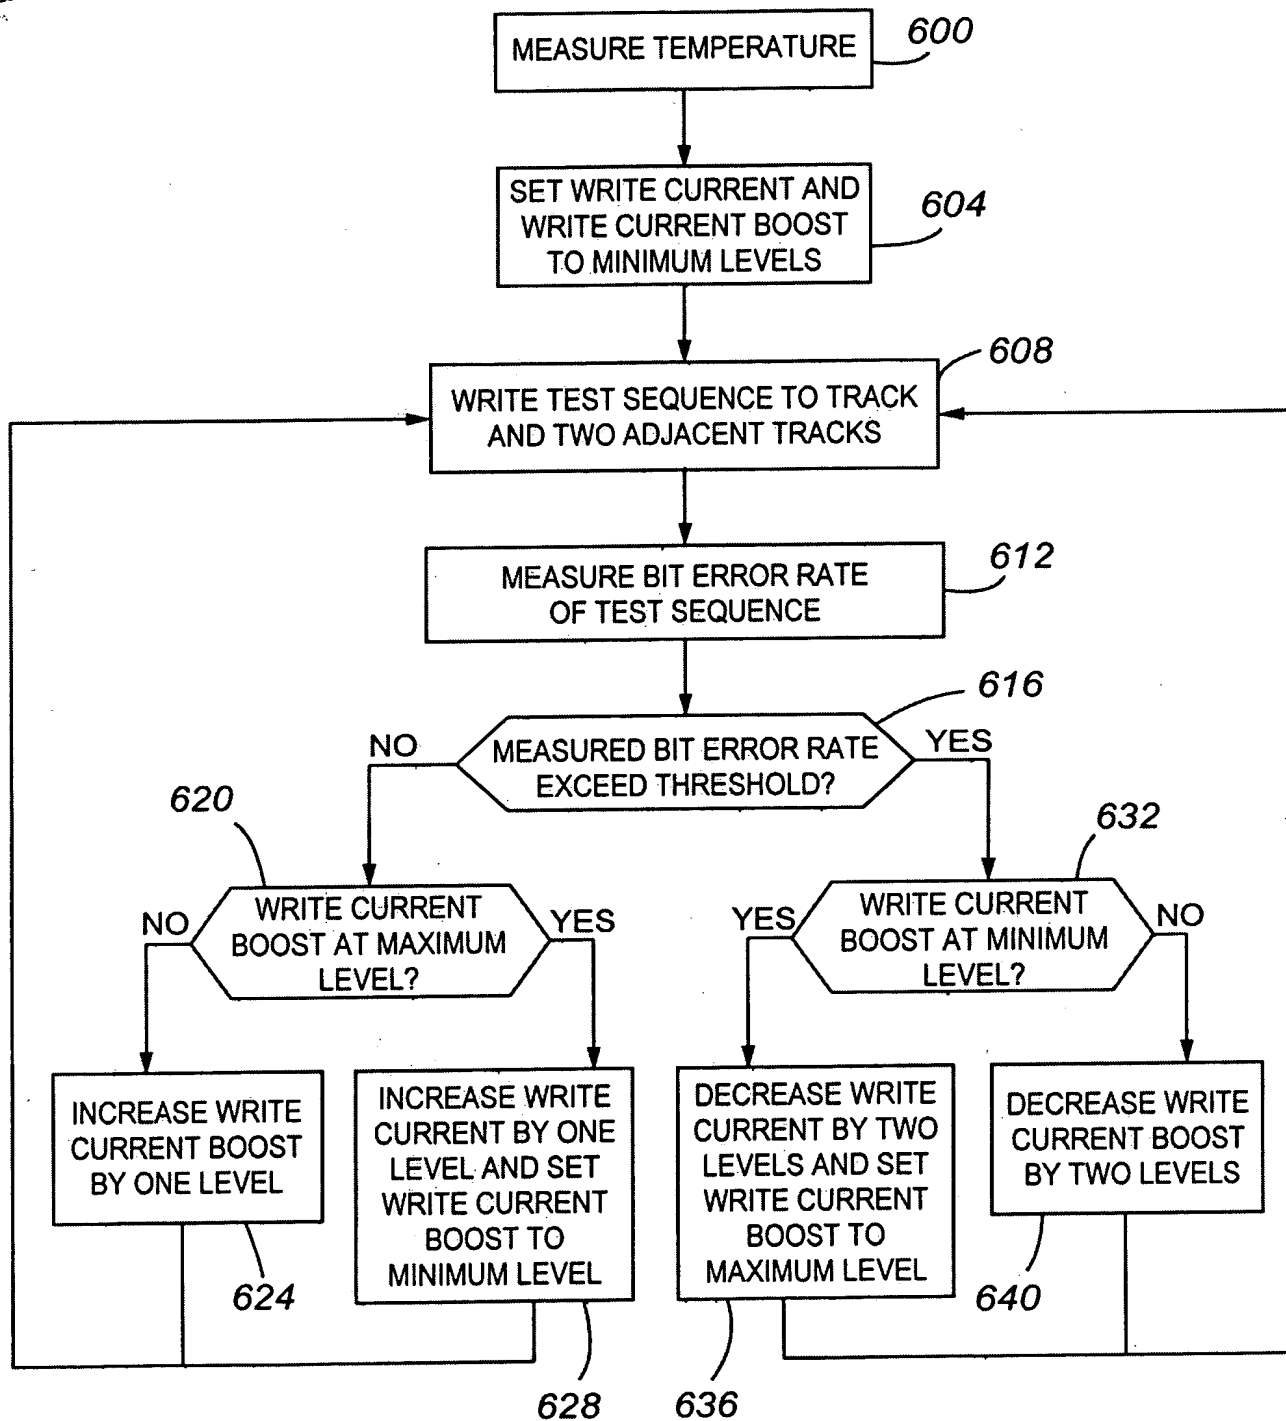 MEASURE TEMPERATURE
600
SET WRITE CURRENT AND
WRITE CURRENT BOOST
TO MINIMUM LEVELS
604
608
WRITE TEST SEQUENCE TO TRACK
AND TWO ADJACENT TRACKS
612
MEASURE BIT ERROR RATE
OF TEST SEQUENCE
616
NO
MEASURED BIT ERROR RATE
EXCEED THRESHOLD?
YES
620
632
NO
WRITE CURRENT
BOOST AT MAXIMUM
LEVEL?
YES
YES
WRITE CURRENT
BOOST AT MINIMUM
LEVEL?
NO
INCREASE WRITE
CURRENT BOOST
BY ONE LEVEL
INCREASE WRITE
CURRENT BY ONE
LEVEL AND SET
WRITE CURRENT
BOOST TO
MINIMUM LEVEL
DECREASE WRITE
CURRENT BY TWO
LEVELS AND SET
WRITE CURRENT
BOOST TO
MAXIMUM LEVEL
DECREASE WRITE
CURRENT BOOST
BY TWO LEVELS
624
640
628
636